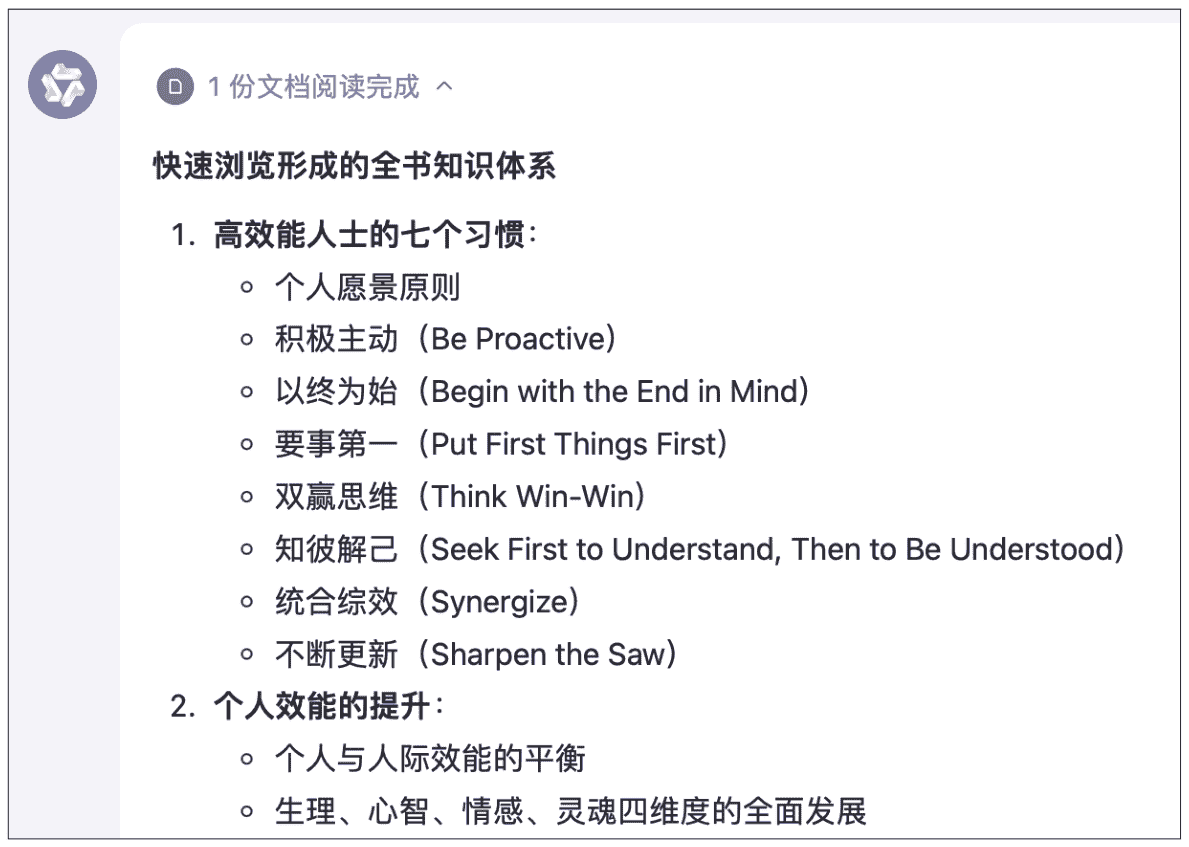 1 份文档阅读完成
快速浏览形成的全书知识体系
1. 高效能人士的七个习惯：
个人愿景原则
积极主动（Be Proactive）
以终为始（Begin with the End in Mind）
要事第一（Put First Things First）
双赢思维（Think Win-Win）
知彼解己（Seek First to Understand, Then to Be Understood）
统合综效（Synergize）
不断更新（Sharpen the Saw）
2. 个人效能的提升：
个人与人际效能的平衡
生理、心智、情感、灵魂四维度的全面发展